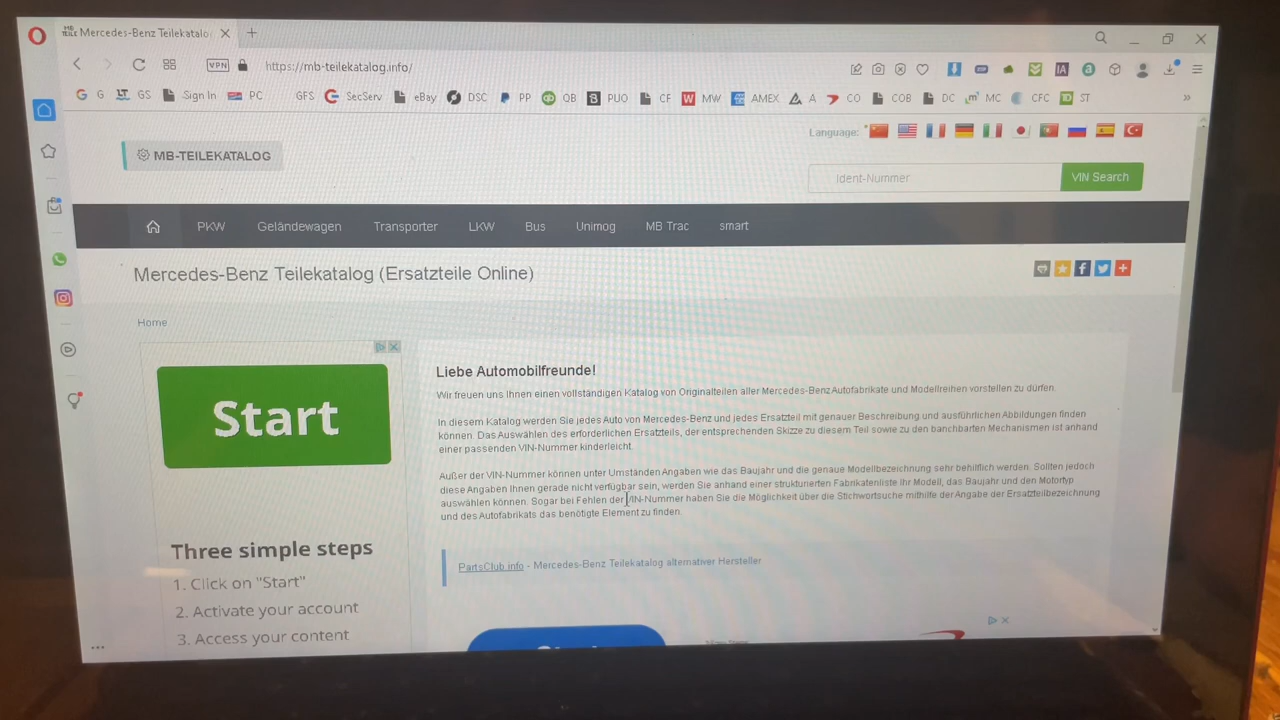 ME TEILE Mercedes-Benz Teilekatalo
VPN https://mb-teilekatalog.info/
G G LT GS Sign In PC GFS SecServ eBay DSC PP QB PUO CF W MW AMEX A CO COB DC m MC CFC TD ST »
MB-TEILEKATALOG
Language:
Ident-Nummer VIN Search
PKW Geländewagen Transporter LKW Bus Unimog MB Trac smart
Mercedes-Benz Teilekatalog (Ersatzteile Online)
Home
Start
Three simple steps
1. Click on "Start"
2. Activate your account
3. Access your content
Liebe Automobilfreunde!
Wir freuen uns Ihnen einen vollständigen Katalog von Originalteilen aller Mercedes-Benz Autofabrikate und Modellreihen vorstellen zu dürfen.
In diesem Katalog werden Sie jedes Auto von Mercedes-Benz und jedes Ersatzteil mit genauer Beschreibung und ausführlichen Abbildungen finden
können. Das Auswählen des erforderlichen Ersatzteils, der entsprechenden Skizze zu diesem Teil sowie zu den banchbarten Mechanismen ist anhand
einer passenden VIN-Nummer kinderleicht.
Außer der VIN-Nummer können unter Umständen Angaben wie das Baujahr und die genaue Modellbezeichnung sehr behilflich werden. Sollten jedoch
diese Angaben Ihnen gerade nicht verfügbar sein, werden Sie anhand einer strukturierten Fabrikatenliste Ihr Modell, das Baujahr und den Motortyp
auswählen können. Sogar bei Fehlen der VIN-Nummer haben Sie die Möglichkeit über die Stichwortsuche mithilfe der Angabe der Ersatzteilbezeichnung
und des Autofabrikats das benötigte Element zu finden.
PartsClub.info - Mercedes-Benz Teilekatalog alternativer Hersteller